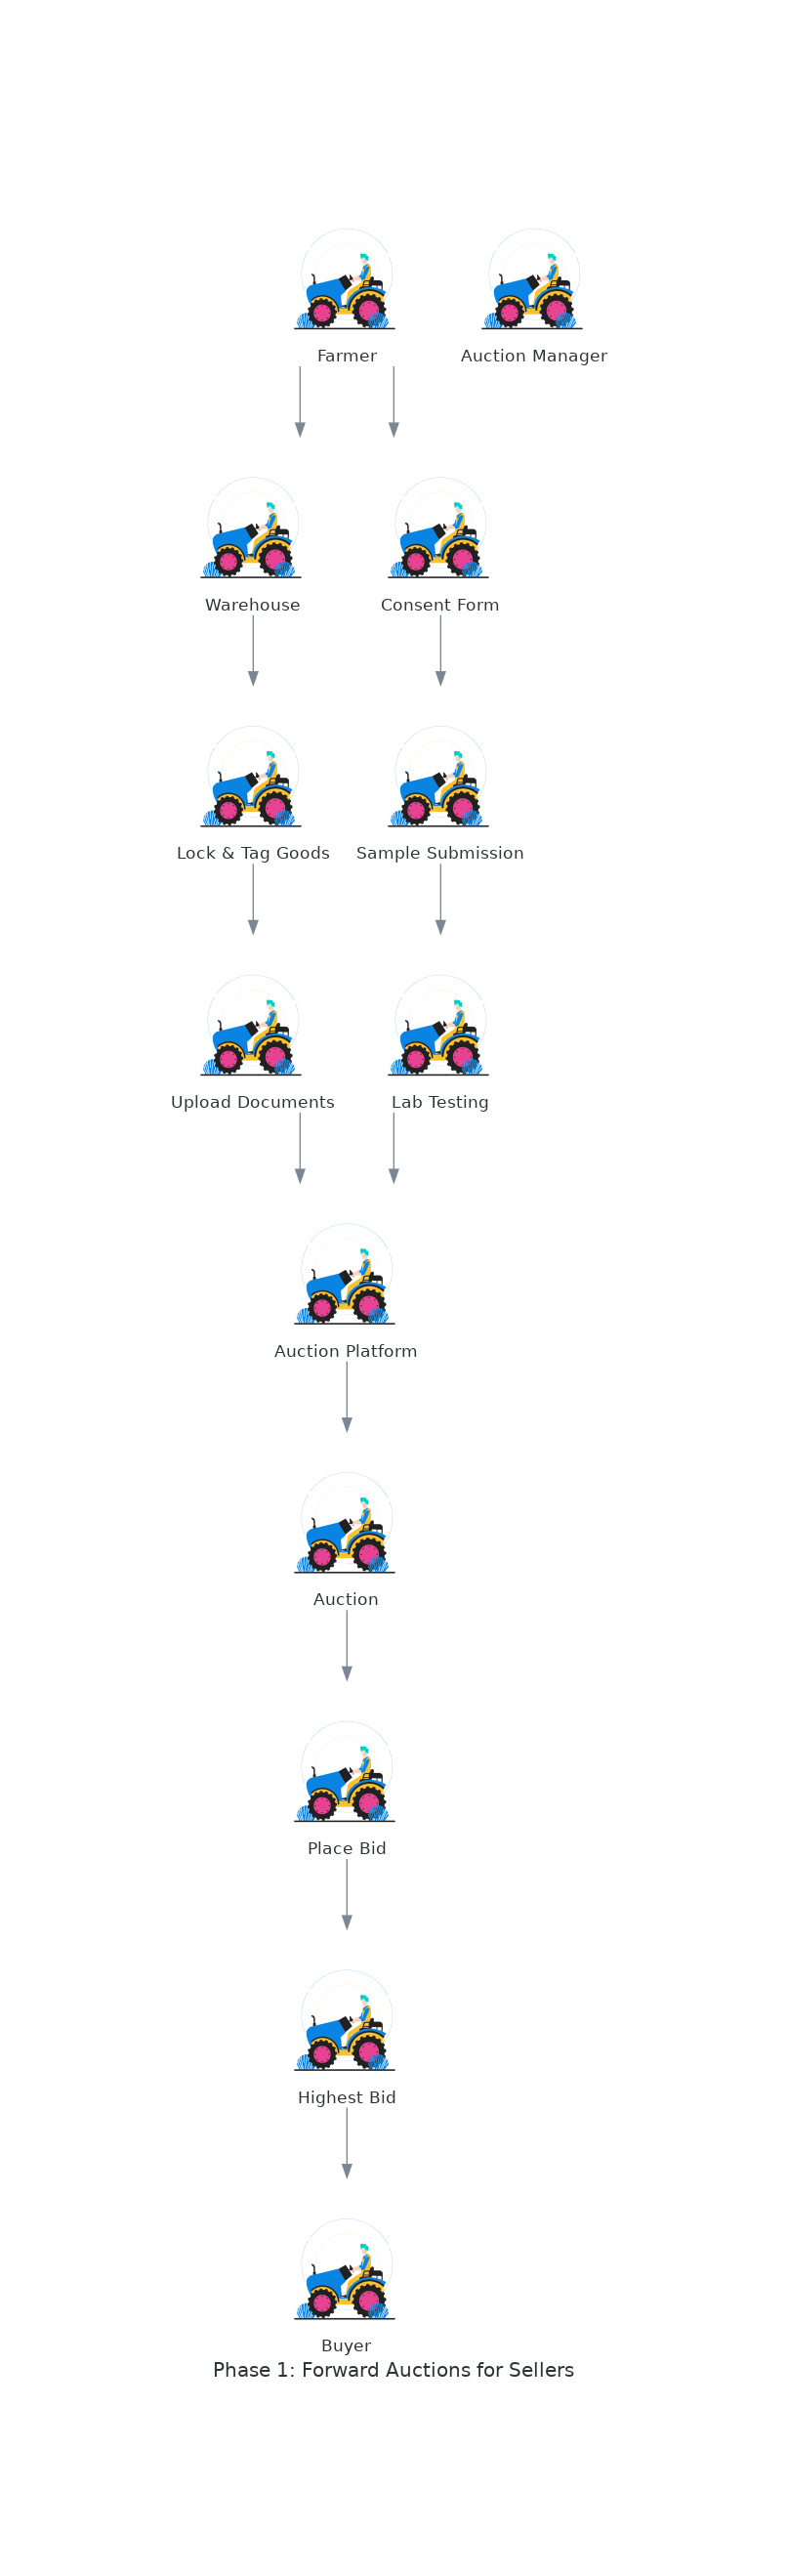 Farmer
Auction Manager
Warehouse
Consent Form
Lock & Tag Goods
Sample Submission
Upload Documents
Lab Testing
Auction Platform
Auction
Place Bid
Highest Bid
Buyer
Phase 1: Forward Auctions for Sellers